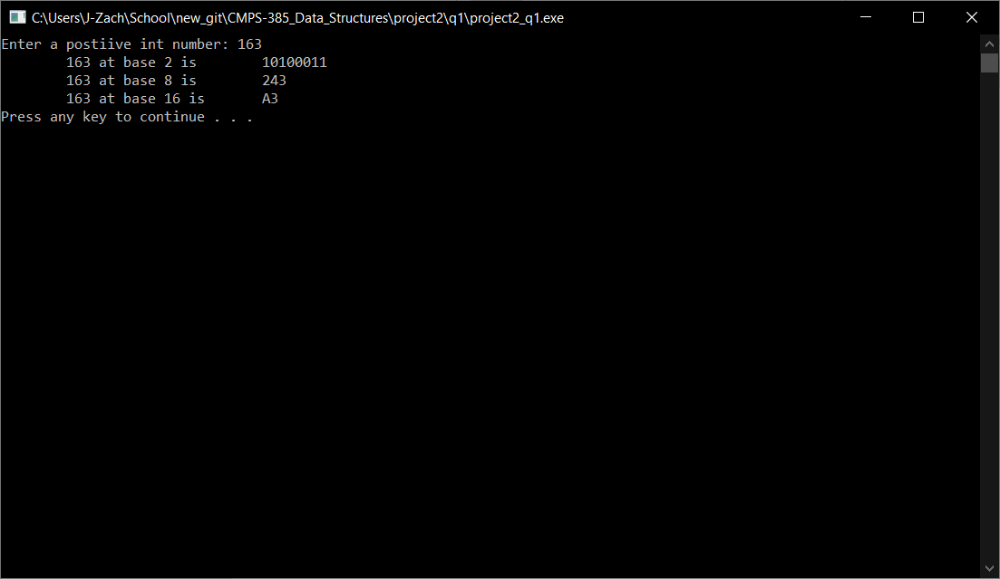 C:\Users\J-Zach\School\new_git\CMPS-385_Data_Structures\project2\q1\project2_q1.exe
Enter a postiive int number: 163
163 at base 2 is 10100011
163 at base 8 is 243
163 at base 16 is A3
Press any key to continue . . .